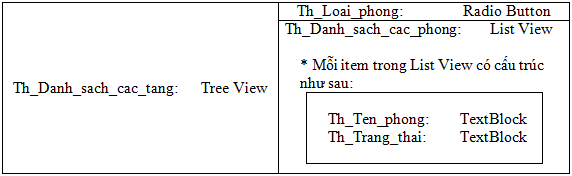 Th_Danh_sach_cac_tang: Tree View
Th_Loai_phong: Radio Button
Th_Danh_sach_cac_phong: List View
* Mỗi item trong List View có cấu trúc
như sau:
Th_Ten_phong: TextBlock
Th_Trang_thai: TextBlock